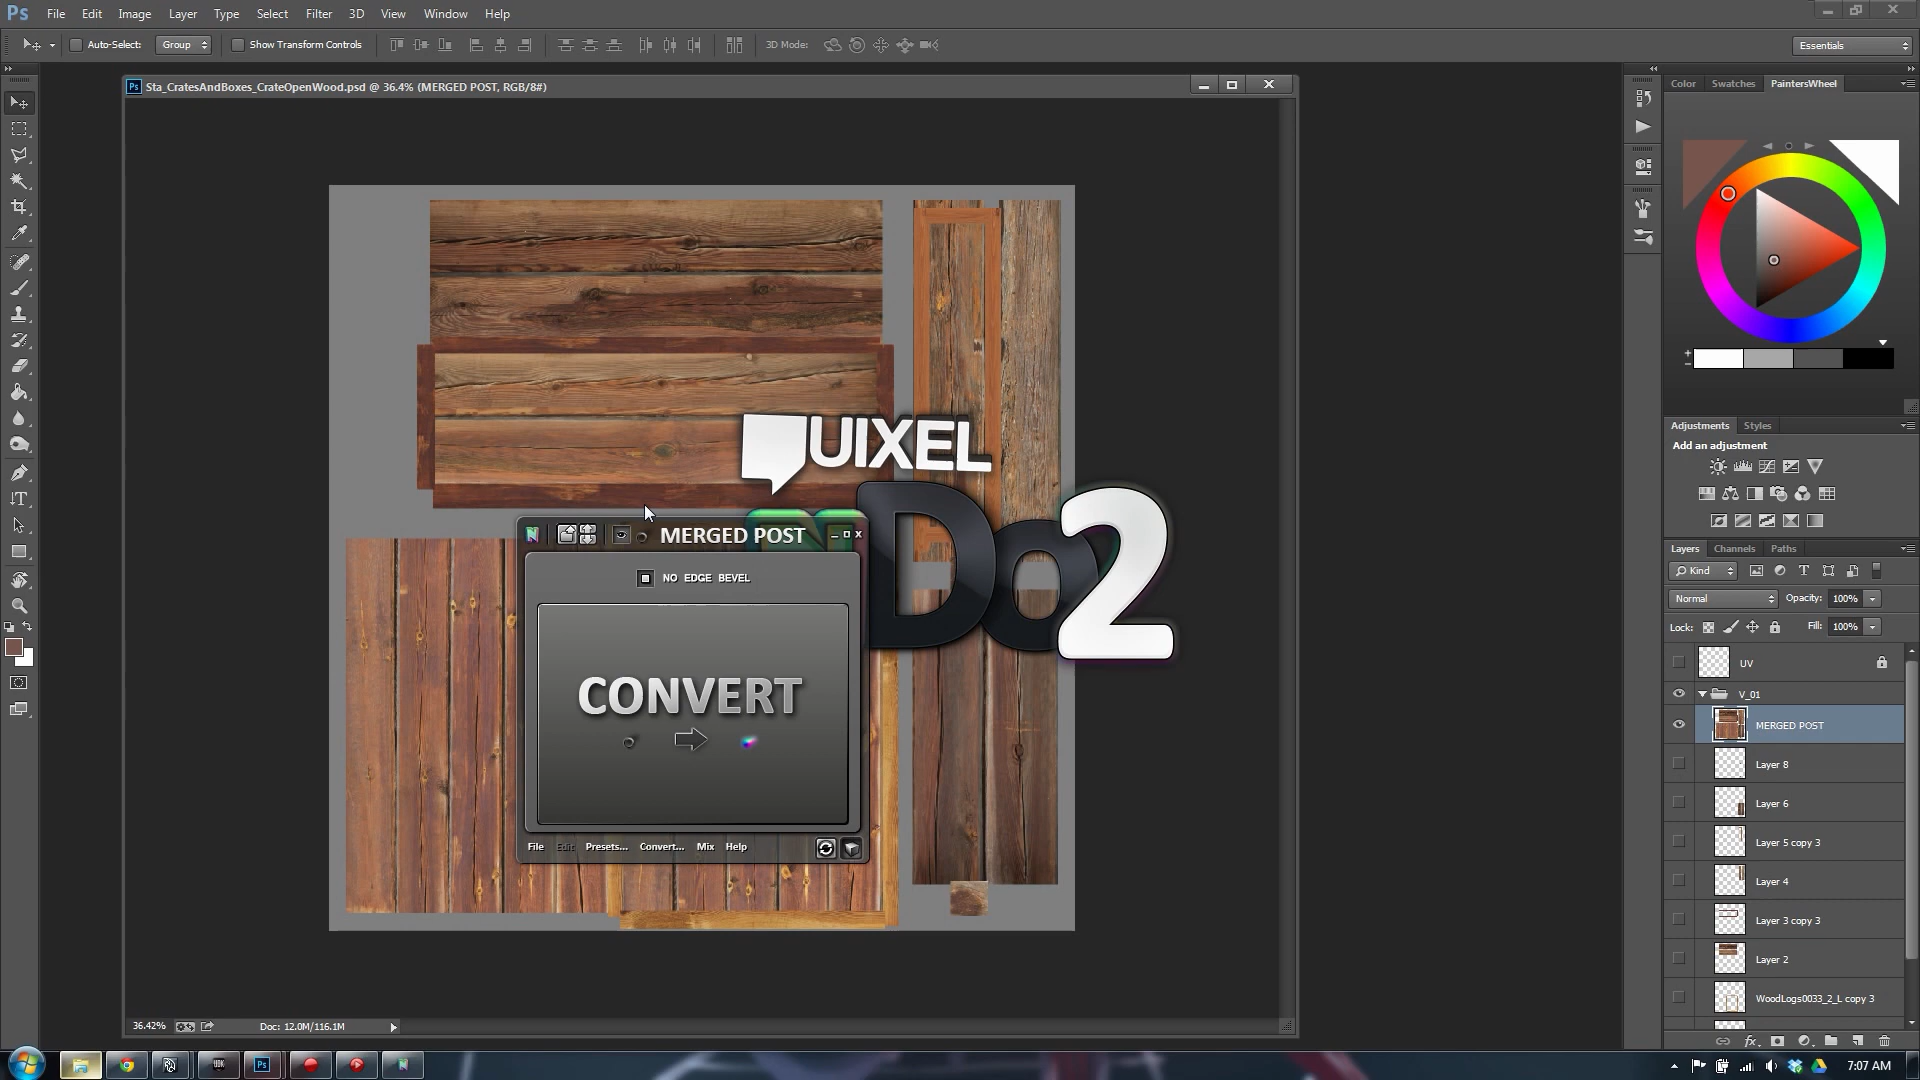 Ps File Edit Image Layer Type Select Filter 3D View Window Help
Auto-Select: Group Show Transform Controls 3D Mode: Essentials
Ps Sta_CratesAndBoxes_CrateOpenWood.psd @ 36.4% (MERGED POST, RGB/8#)
Color Swatches PaintersWheel
UIXEL
Do2
MERGED POST
NO EDGE BEVEL
CONVERT
File Edit Presets... Convert... Mix Help
Adjustments Styles
Add an adjustment
Layers Channels Paths
Kind
Normal Opacity: 100%
Lock: Fill: 100%
UV
V_01
MERGED POST
Layer 8
Layer 6
Layer 5 copy 3
Layer 4
Layer 3 copy 3
Layer 2
WoodLogs0033_2_L copy 3
fx
36.42% Doc: 12.0M/116.1M
UDK Ps N 7:07 AM